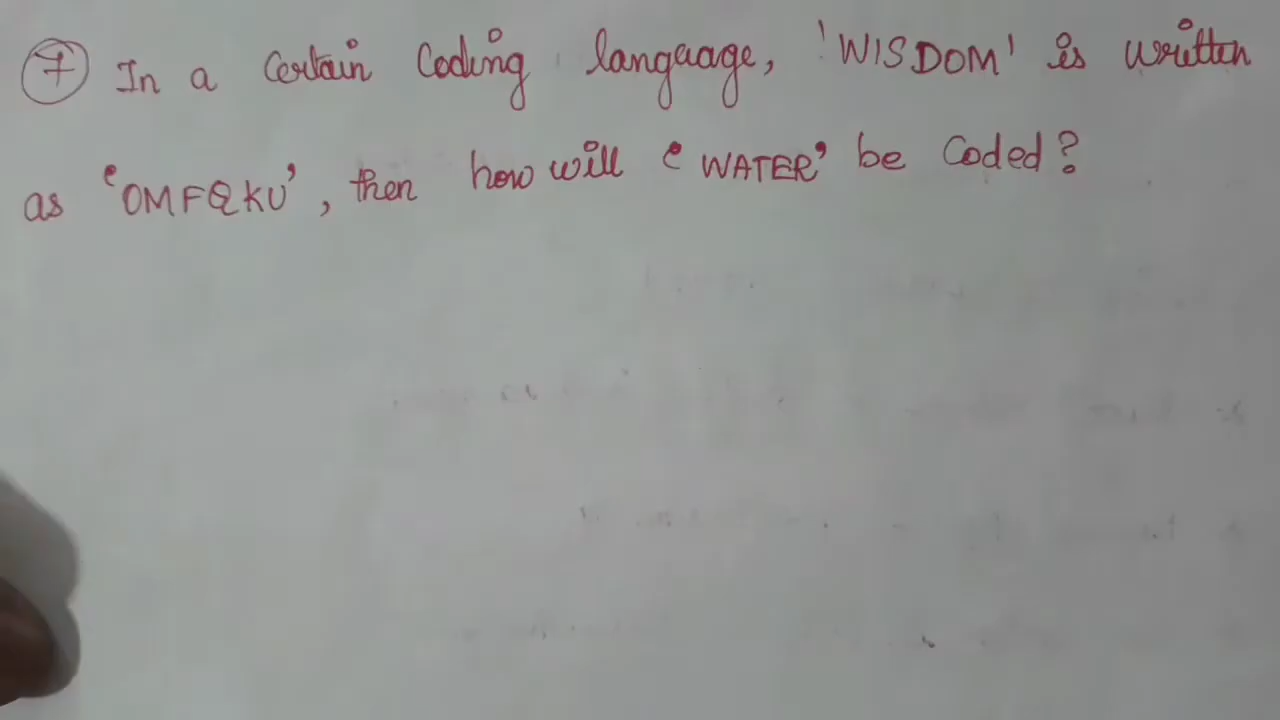 7 In a certain coding language, 'WISDOM' is written
as 'OMFQKU', then how will 'WATER' be coded?